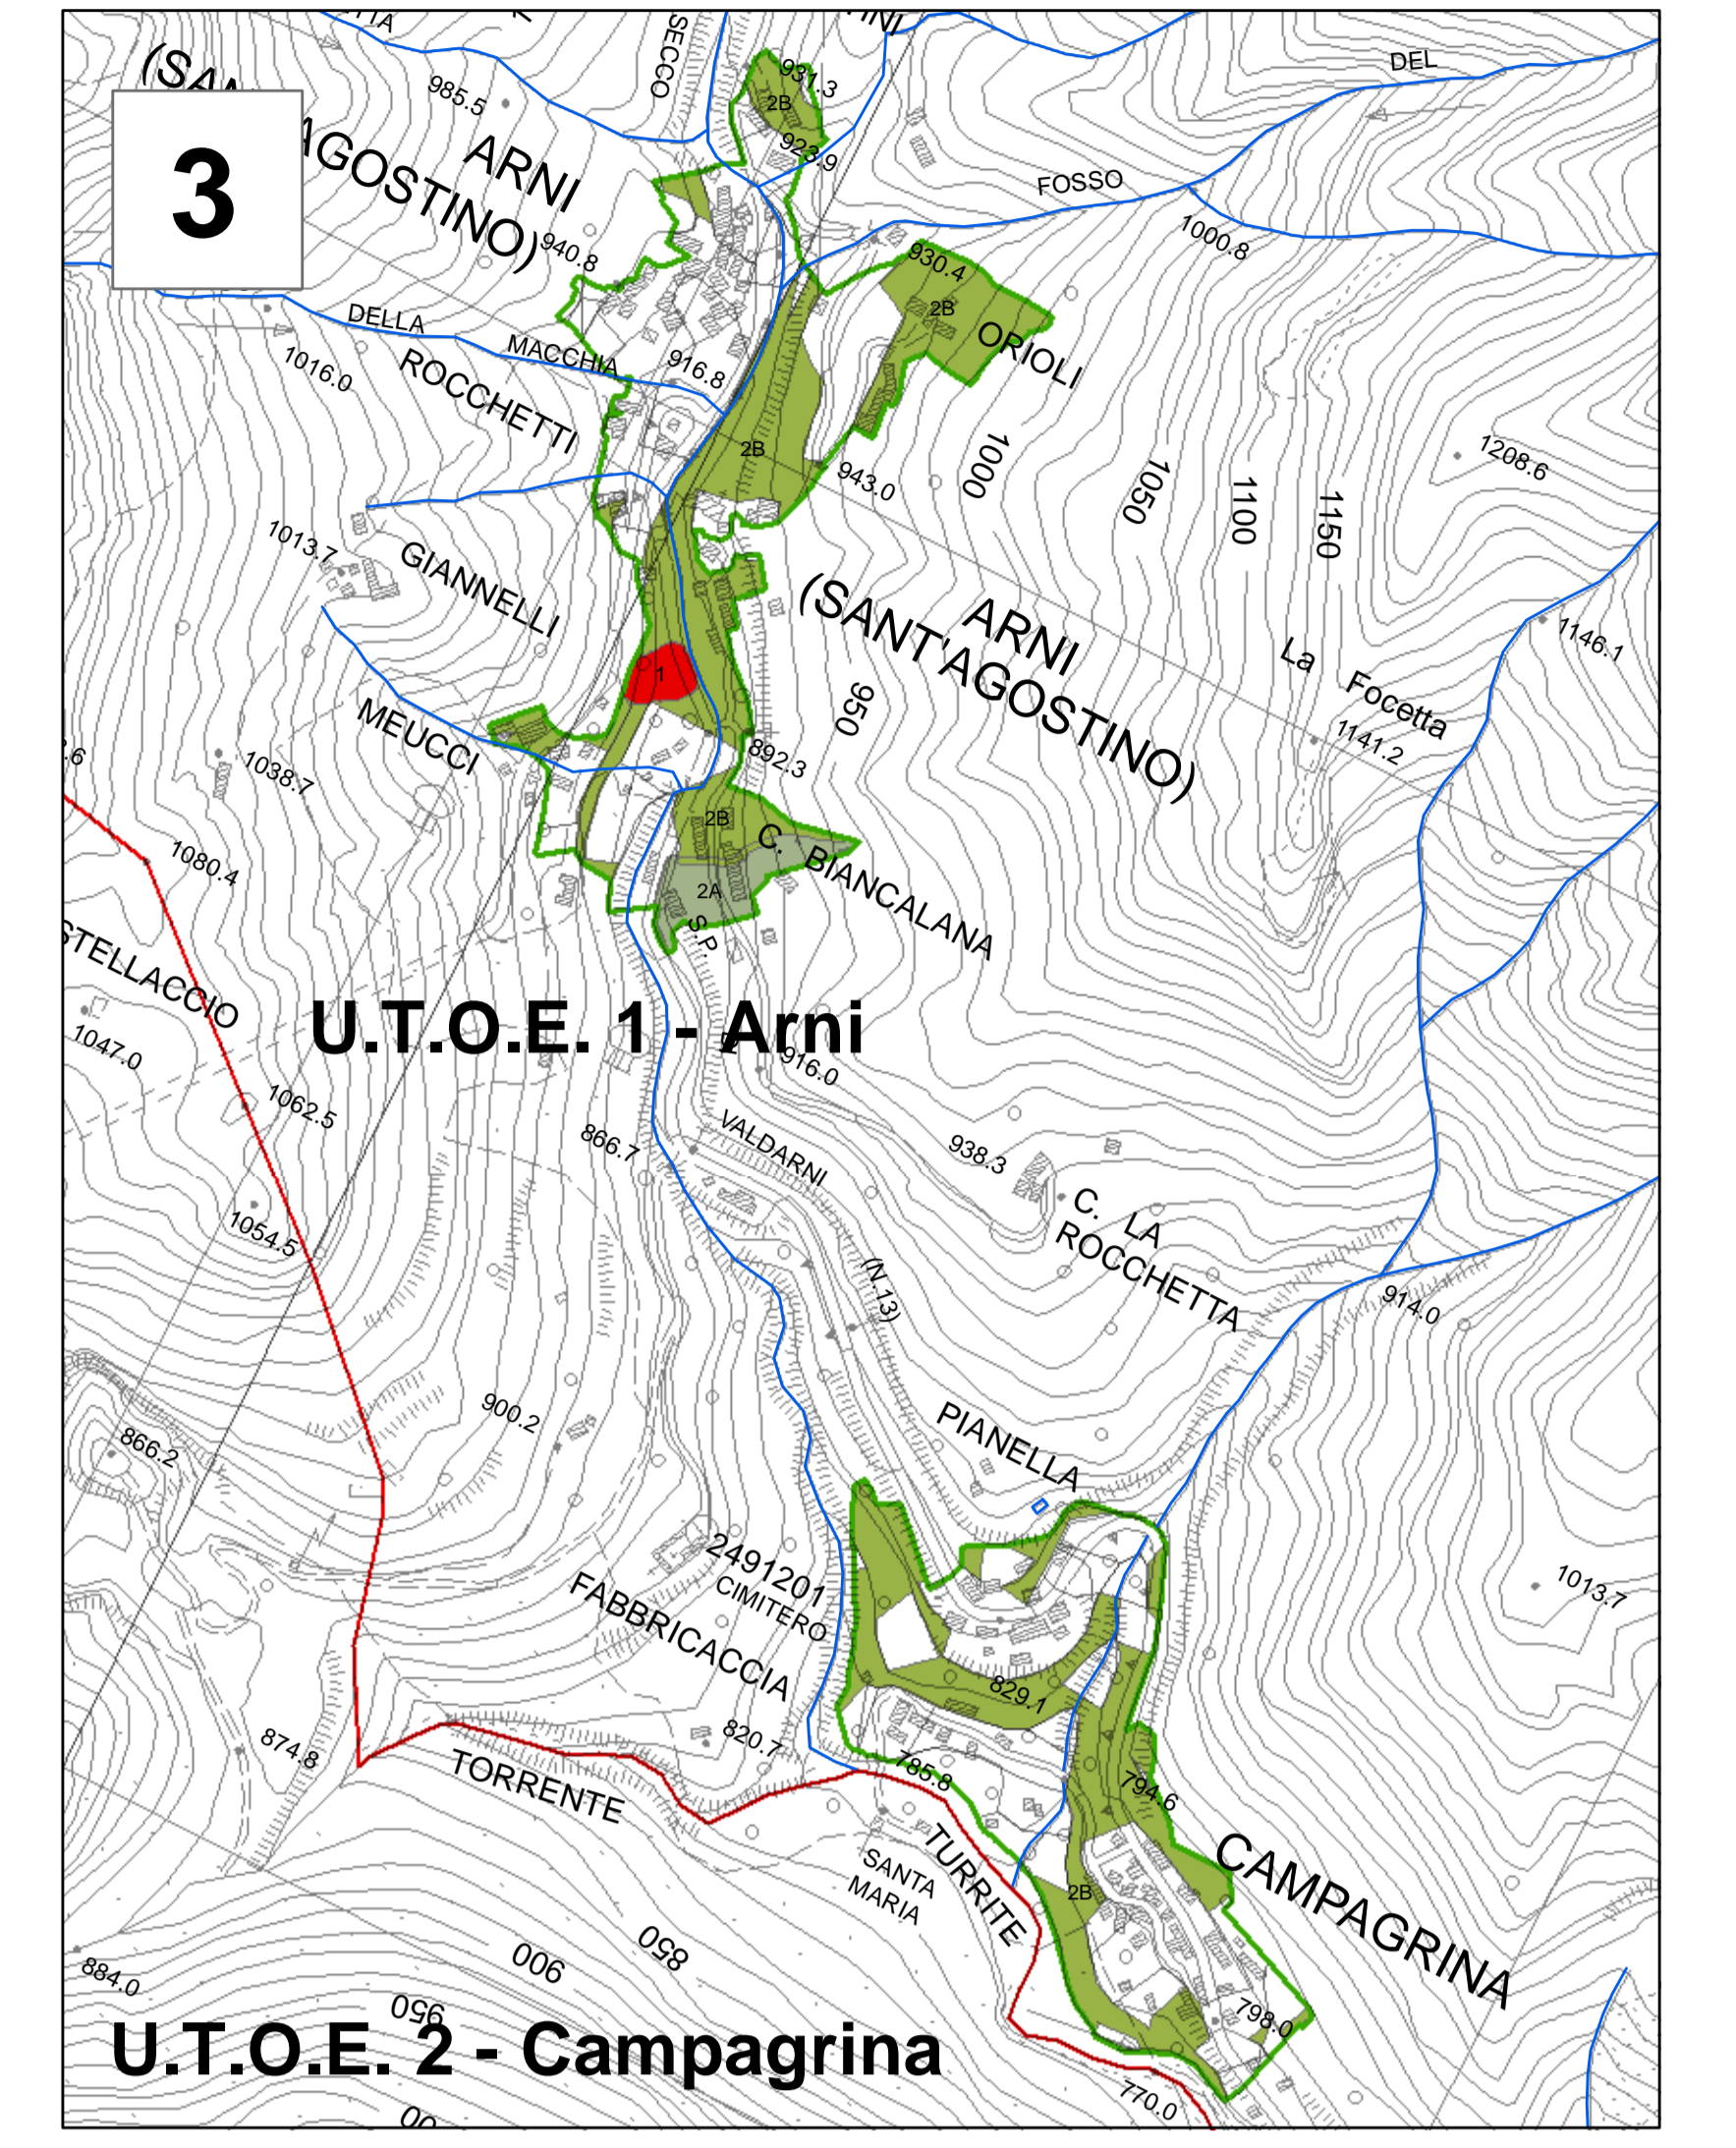 SECCO
DEL
931.3
985.5
2B
(SAN
3
AGOSTINO)
ARNI
923.9
FOSSO
1000.8
940.8
930.4
2B
ORIOLI
DELLA
MACCHIA
1016.0
ROCCHETTI
916.8
2B
943.0
1000
1050
1100
1150
1208.6
1013.7
GIANNELLI
ARNI
(SANT'AGOSTINO)
1146.1
La Focetta
1141.2
1
950
MEUCCI
1038.7
892.3
2B
C. BIANCALANA
1080.4
2A
S.P.
STELLACCIO
U.T.O.E. 1 - Arni
1047.0
916.0
1062.5
866.7
VALDARNI
938.3
1054.5
C. LA
ROCCHETTA
(N.13)
914.0
900.2
866.2
PIANELLA
2491201
CIMITERO
FABBRICACCIA
1013.7
829.1
874.8
820.7
785.8
794.6
TORRENTE
TURRITE
SANTA
MARIA
2B
CAMPAGRINA
850
900
884.0
950
798.0
U.T.O.E. 2 - Campagrina
770.0